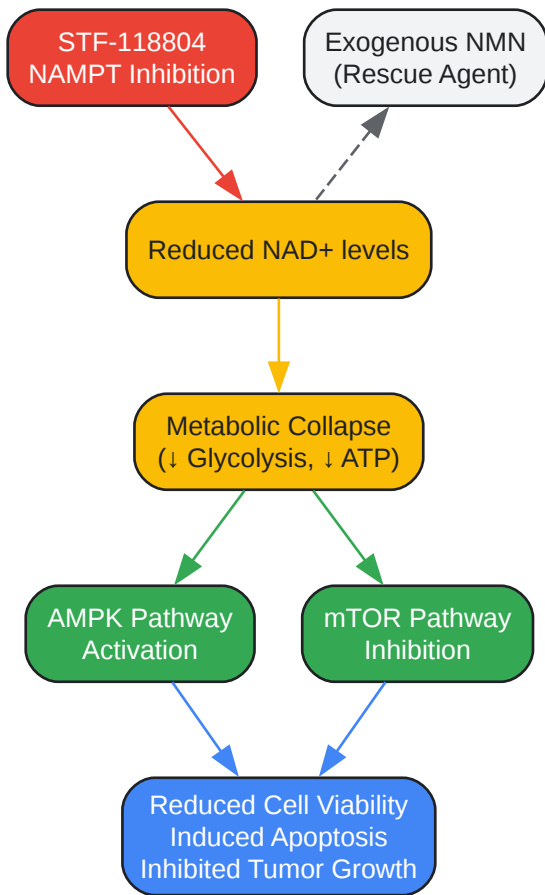 STF-118804
NAMPT Inhibition
Exogenous NMN
(Rescue Agent)
Reduced NAD+ levels
Metabolic Collapse
(↓ Glycolysis, ↓ ATP)
AMPK Pathway
Activation
mTOR Pathway
Inhibition
Reduced Cell Viability
Induced Apoptosis
Inhibited Tumor Growth